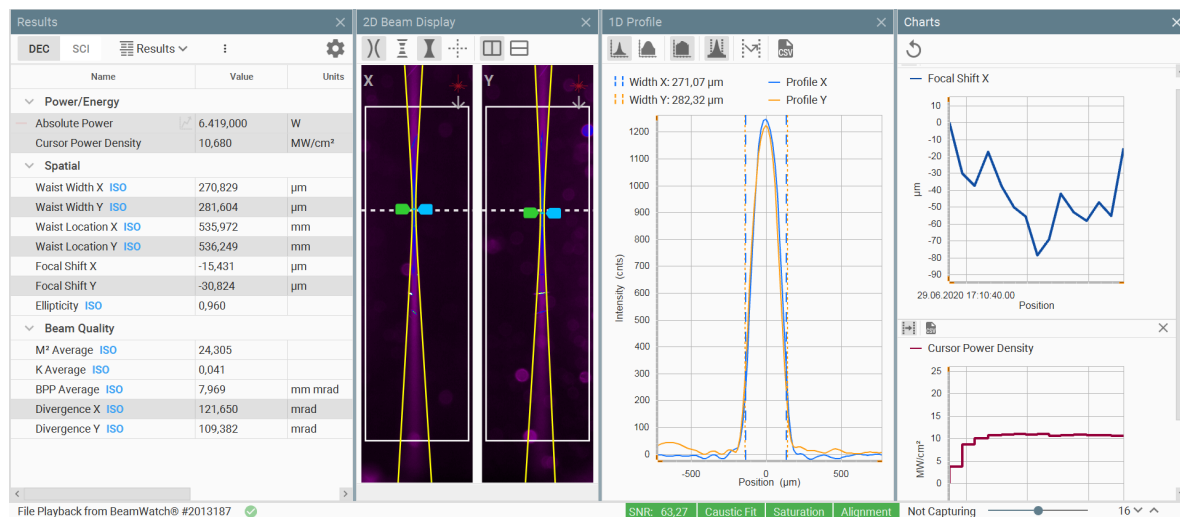 Results
DEC SCI Results
Name Value Units
Power/Energy
Absolute Power 6.419,000 W
Cursor Power Density 10,680 MW/cm²
Spatial
Waist Width X ISO 270,829 µm
Waist Width Y ISO 281,604 µm
Waist Location X ISO 535,972 mm
Waist Location Y ISO 536,249 mm
Focal Shift X -15,431 µm
Focal Shift Y -30,824 µm
Ellipticity ISO 0,960
Beam Quality
M² Average ISO 24,305
K Average ISO 0,041
BPP Average ISO 7,969 mm mrad
Divergence X ISO 121,650 mrad
Divergence Y ISO 109,382 mrad
2D Beam Display
X Y
1D Profile
CSV
Width X: 271,07 µm Profile X
Width Y: 282,32 µm Profile Y
1200
1100
1000
900
800
700
600
500
400
300
200
100
0
Intensity (cnts)
-500 0 500
Position (µm)
Charts
Focal Shift X
10
0
-10
-20
-30
-40
-50
-60
-70
-80
-90
µm
29.06.2020 17:10:40.00
Position
CSV
Cursor Power Density
25
20
15
10
5
0
MW/cm²
File Playback from BeamWatch® #2013187
SNR: 63,27 Caustic Fit Saturation Alignment Not Capturing 16